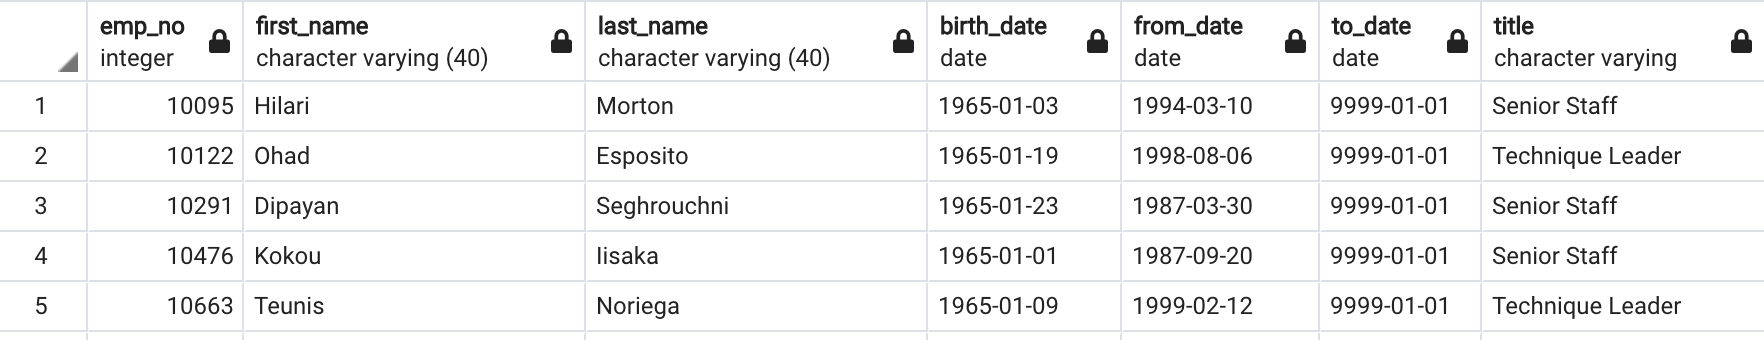 emp_no first_name last_name birth_date from_date to_date title
integer character varying (40) character varying (40) date date date character varying
1 10095 Hilari Morton 1965-01-03 1994-03-10 9999-01-01 Senior Staff
2 10122 Ohad Esposito 1965-01-19 1998-08-06 9999-01-01 Technique Leader
3 10291 Dipayan Seghrouchni 1965-01-23 1987-03-30 9999-01-01 Senior Staff
4 10476 Kokou Iisaka 1965-01-01 1987-09-20 9999-01-01 Senior Staff
5 10663 Teunis Noriega 1965-01-09 1999-02-12 9999-01-01 Technique Leader